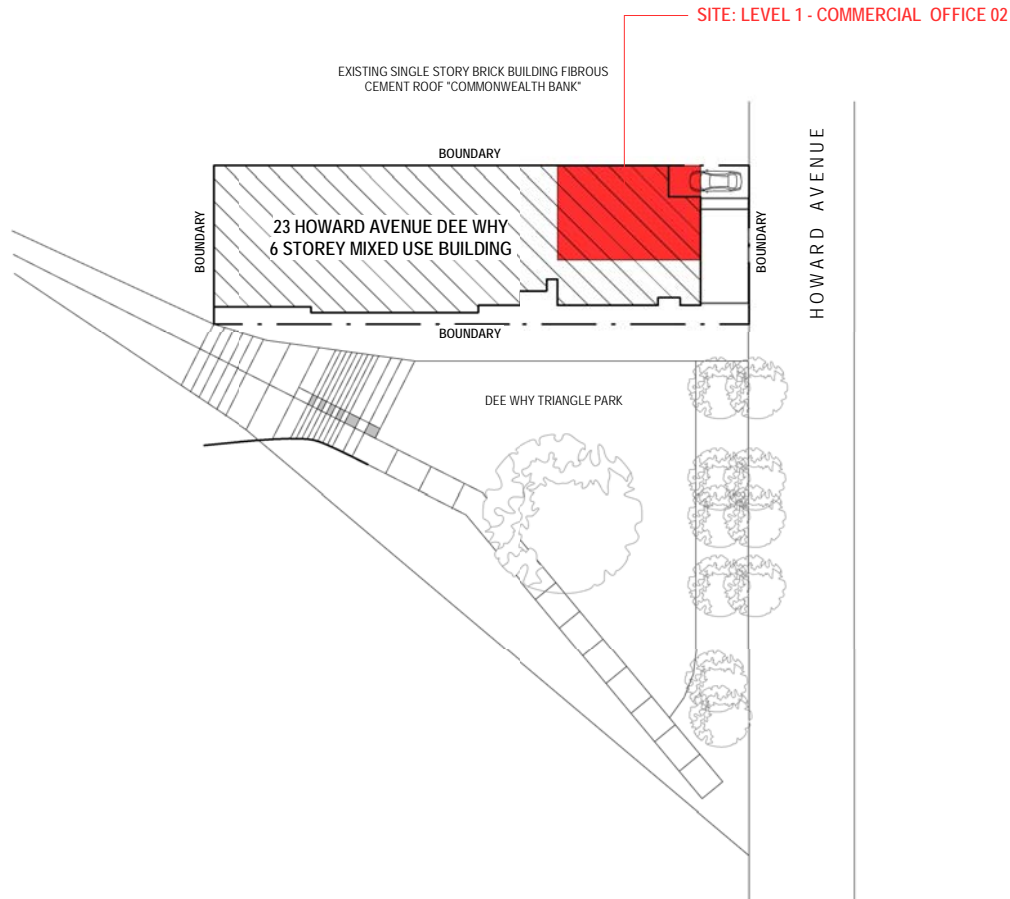 SITE: LEVEL 1 - COMMERCIAL OFFICE 02
EXISTING SINGLE STORY BRICK BUILDING FIBROUS
CEMENT ROOF "COMMONWEALTH BANK"
BOUNDARY
HOWARD AVENUE
BOUNDARY
23 HOWARD AVENUE DEE WHY
6 STOREY MIXED USE BUILDING
BOUNDARY
BOUNDARY
DEE WHY TRIANGLE PARK